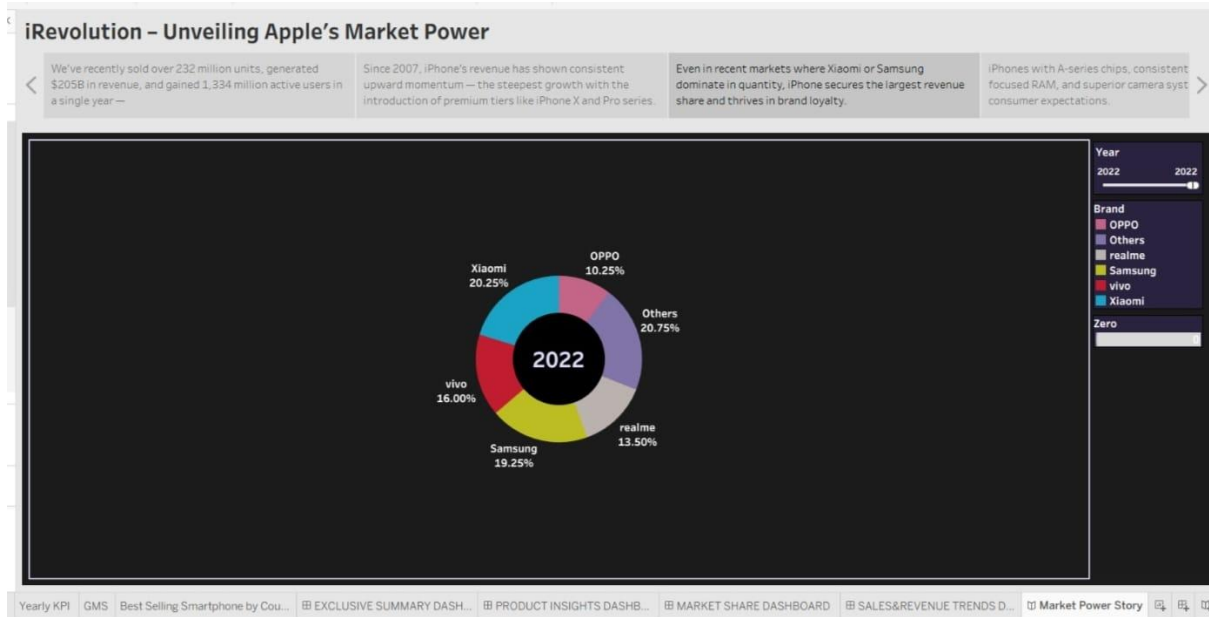 iRevolution – Unveiling Apple's Market Power
We've recently sold over 232 million units, generated
$205B in revenue, and gained 1,334 million active users in
a single year —
Since 2007, iPhone's revenue has shown consistent
upward momentum — the steepest growth with the
introduction of premium tiers like iPhone X and Pro series.
Even in recent markets where Xiaomi or Samsung
dominate in quantity, iPhone secures the largest revenue
share and thrives in brand loyalty.
iPhones with A-series chips, consistent
focused RAM, and superior camera syst
consumer expectations.
Year
2022 2022
Brand
OPPO
Others
realme
Samsung
vivo
Xiaomi
Zero
0
OPPO
10.25%
Xiaomi
20.25%
Others
20.75%
2022
vivo
16.00%
realme
13.50%
Samsung
19.25%
Yearly KPI GMS Best Selling Smartphone by Cou... EXCLUSIVE SUMMARY DASH... PRODUCT INSIGHTS DASHB... MARKET SHARE DASHBOARD SALES&REVENUE TRENDS D... Market Power Story